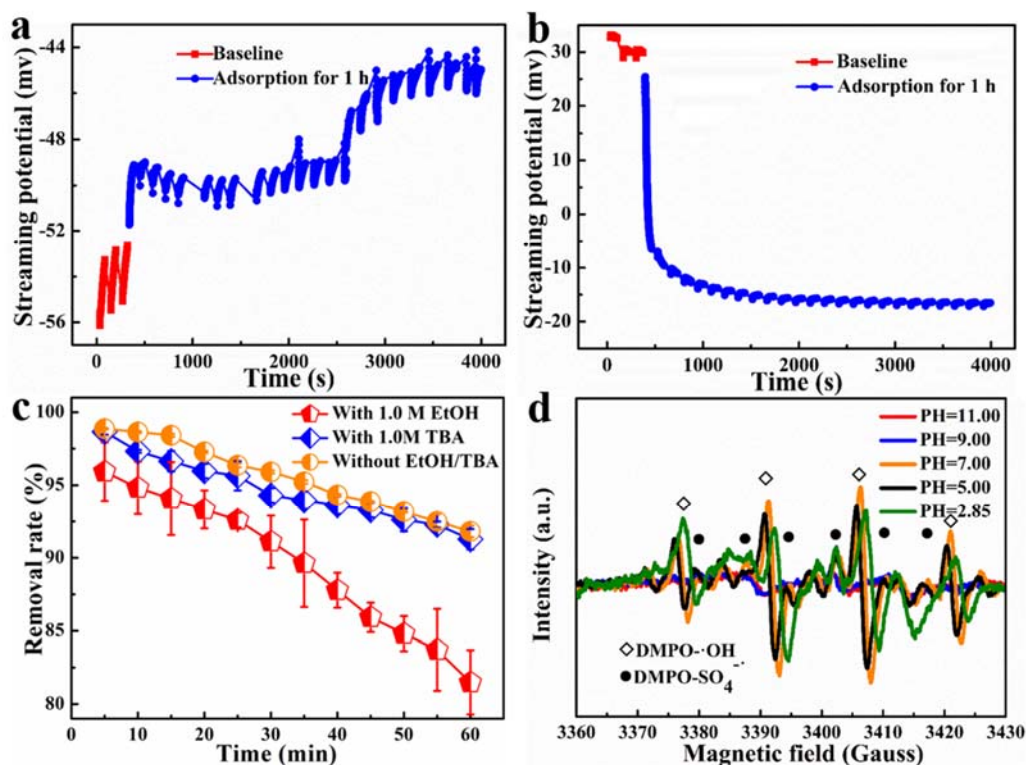 a
Baseline
Adsorption for 1 h
Streaming potential (mv)
-44
-48
-52
-56
0
1000
2000
3000
4000
Time (s)
b
Baseline
Adsorption for 1 h
Streaming potential (mv)
30
20
10
0
-10
-20
0
1000
2000
3000
4000
Time (s)
c
With 1.0 M EtOH
With 1.0M TBA
Without EtOH/TBA
Removal rate (%)
100
95
90
85
80
0
10
20
30
40
50
60
Time (min)
d
PH=11.00
PH=9.00
PH=7.00
PH=5.00
PH=2.85
Intensity (a.u.)
DMPO-·OH
DMPO-SO₄⁻·
3360
3370
3380
3390
3400
3410
3420
3430
Magnetic field (Gauss)